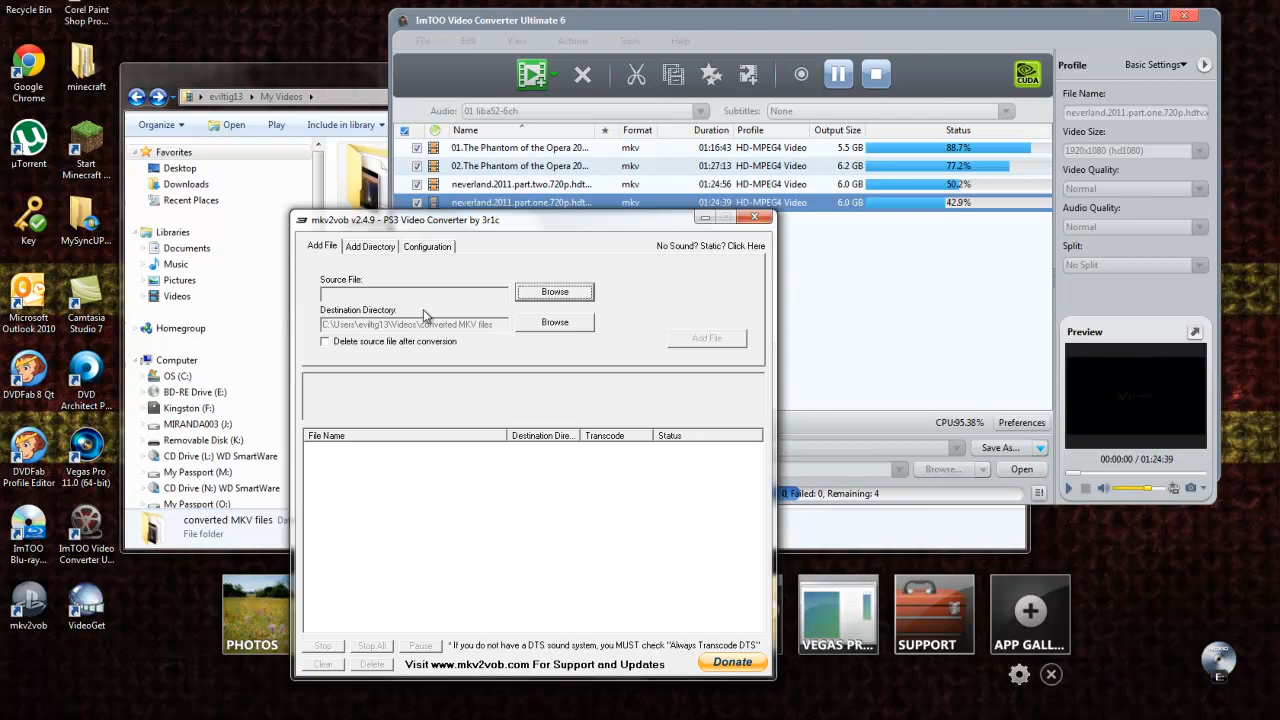 Recycle Bin
Corel Paint
Shop Pro...
Google
Chrome
minecraft
µTorrent
Start
Minecraft ...
Key
MySyncUP...
Microsoft
Outlook 2010
Camtasia
Studio 7
DVDFab 8 Qt
DVD
Architect P...
DVDFab
Profile Editor
Vegas Pro
11.0 (64-bit)
ImTOO
Blu-ray...
ImTOO Video
Converter U...
mkv2vob
VideoGet
eviltig13
My Videos
Organize
Open
Play
Include in library
Favorites
Desktop
Downloads
Recent Places
Libraries
Documents
Music
Pictures
Videos
Homegroup
Computer
OS (C:)
BD-RE Drive (E:)
Kingston (F:)
MIRANDA003 (J:)
Removable Disk (K:)
CD Drive (L:) WD SmartWare
My Passport (M:)
CD Drive (N:) WD SmartWare
My Passport (O:)
converted MKV files
File folder
ImTOO Video Converter Ultimate 6
File Edit View Actions Tools Help
CUDA
Audio: 01 liba52-6ch Subtitles: None
Name Format Duration Profile Output Size Status
01.The Phantom of the Opera 20... mkv 01:16:43 HD-MPEG4 Video 5.5 GB 88.7%
02.The Phantom of the Opera 20... mkv 01:27:13 HD-MPEG4 Video 6.2 GB 77.2%
neverland.2011.part.two.720p.hdt... mkv 01:24:56 HD-MPEG4 Video 6.0 GB 50.2%
neverland.2011.part.one.720p.hdt... mkv 01:24:39 HD-MPEG4 Video 6.0 GB 42.9%
CPU:95.38% Preferences
Save As...
Browse... Open
0, Failed: 0, Remaining: 4
Profile Basic Settings
File Name:
neverland.2011.part.one.720p.hdtv.x
Video Size:
1920x1080 (hd1080)
Video Quality:
Normal
Audio Quality:
Normal
Split:
No Split
Preview
00:00:00 / 01:24:39
mkv2vob v2.4.9 - PS3 Video Converter by 3r1c
Add File Add Directory Configuration No Sound? Static? Click Here
Source File:
Browse
Destination Directory:
C:\Users\eviltig13\Videos\converted MKV files
Browse
Delete source file after conversion
Add File
File Name Destination Dire... Transcode Status
Stop Stop All Pause * If you do not have a DTS sound system, you MUST check "Always Transcode DTS"
Clear Delete Visit www.mkv2vob.com For Support and Updates Donate
PHOTOS
VEGAS PR...
SUPPORT
APP GALL...